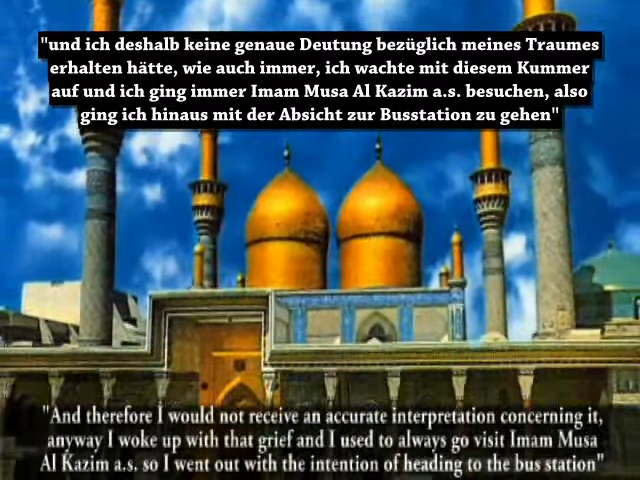 "und ich deshalb keine genaue Deutung bezüglich meines Traumes
erhalten hätte, wie auch immer, ich wachte mit diesem Kummer
auf und ich ging immer Imam Musa Al Kazim a.s. besuchen, also
ging ich hinaus mit der Absicht zur Busstation zu gehen"
"And therefore I would not receive an accurate interpretation concerning it,
anyway I woke up with that grief and I used to always go visit Imam Musa
Al Kazim a.s. so I went out with the intention of heading to the bus station"